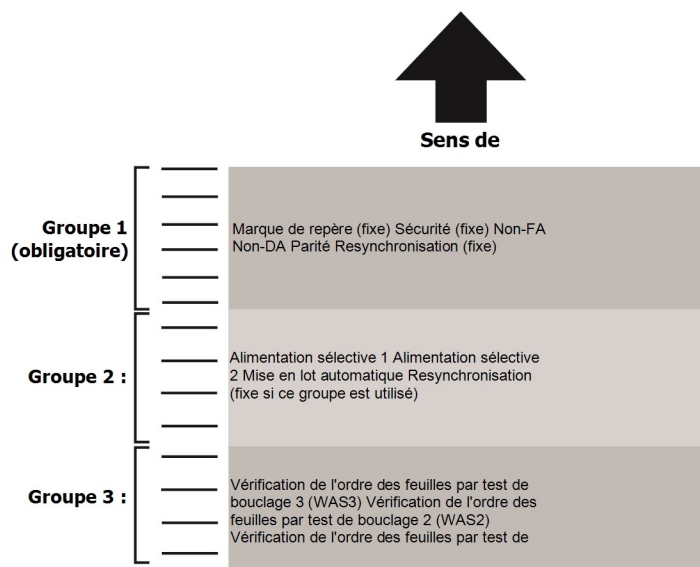 Sens de
Groupe 1
(obligatoire)
Marque de repère (fixe) Sécurité (fixe) Non-FA
Non-DA Parité Resynchronisation (fixe)
Groupe 2 :
Alimentation sélective 1 Alimentation sélective
2 Mise en lot automatique Resynchronisation
(fixe si ce groupe est utilisé)
Groupe 3 :
Vérification de l'ordre des feuilles par test de
bouclage 3 (WAS3) Vérification de l'ordre des
feuilles par test de bouclage 2 (WAS2)
Vérification de l'ordre des feuilles par test de